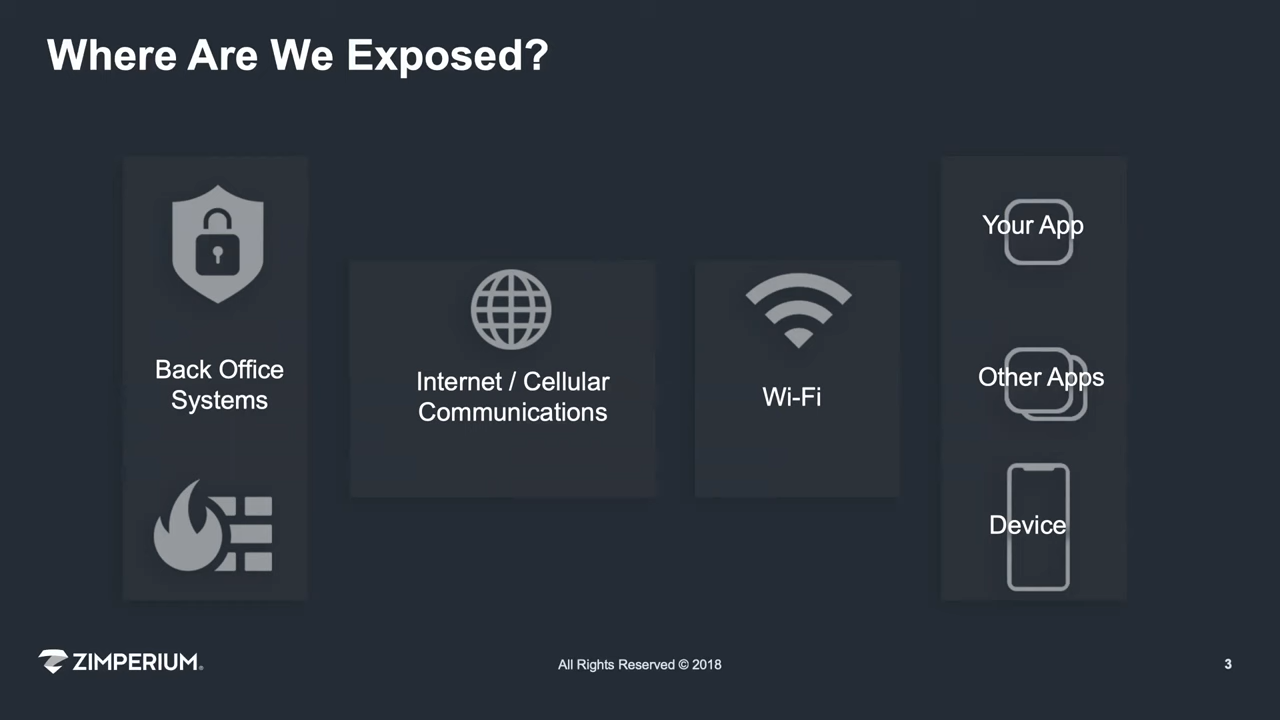 Where Are We Exposed?
Back Office
Systems
Internet / Cellular
Communications
Wi-Fi
Your App
Other Apps
Device
ZIMPERIUM®
All Rights Reserved © 2018
3